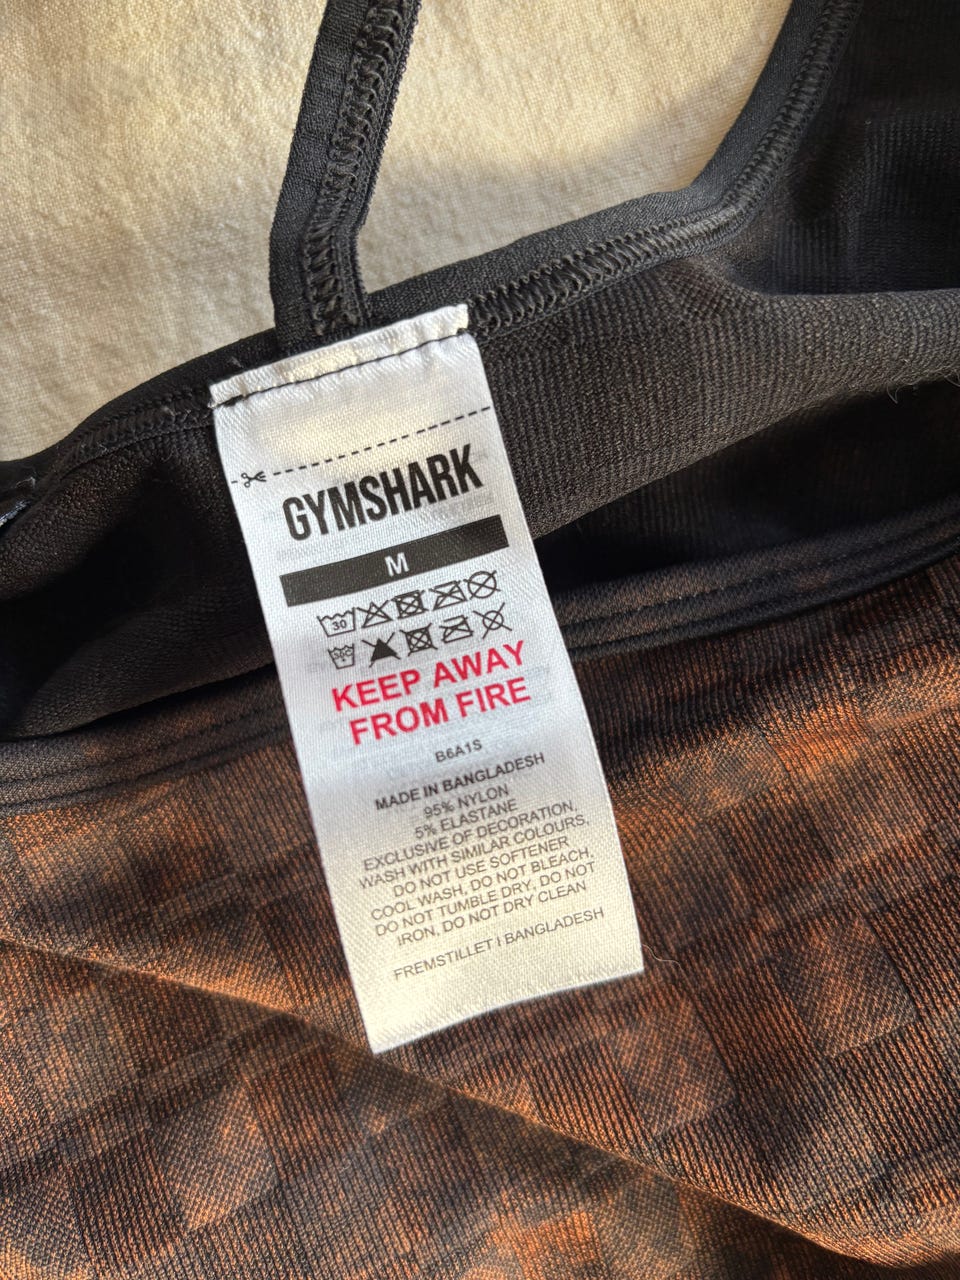 GYMSHARK
M
30
KEEP AWAY
FROM FIRE
B6A1S
MADE IN BANGLADESH
95% NYLON
5% ELASTANE
EXCLUSIVE OF DECORATION,
WASH WITH SIMILAR COLOURS,
DO NOT USE SOFTENER
COOL WASH, DO NOT BLEACH,
DO NOT TUMBLE DRY, DO NOT
IRON, DO NOT DRY CLEAN
FREMSTILLET I BANGLADESH